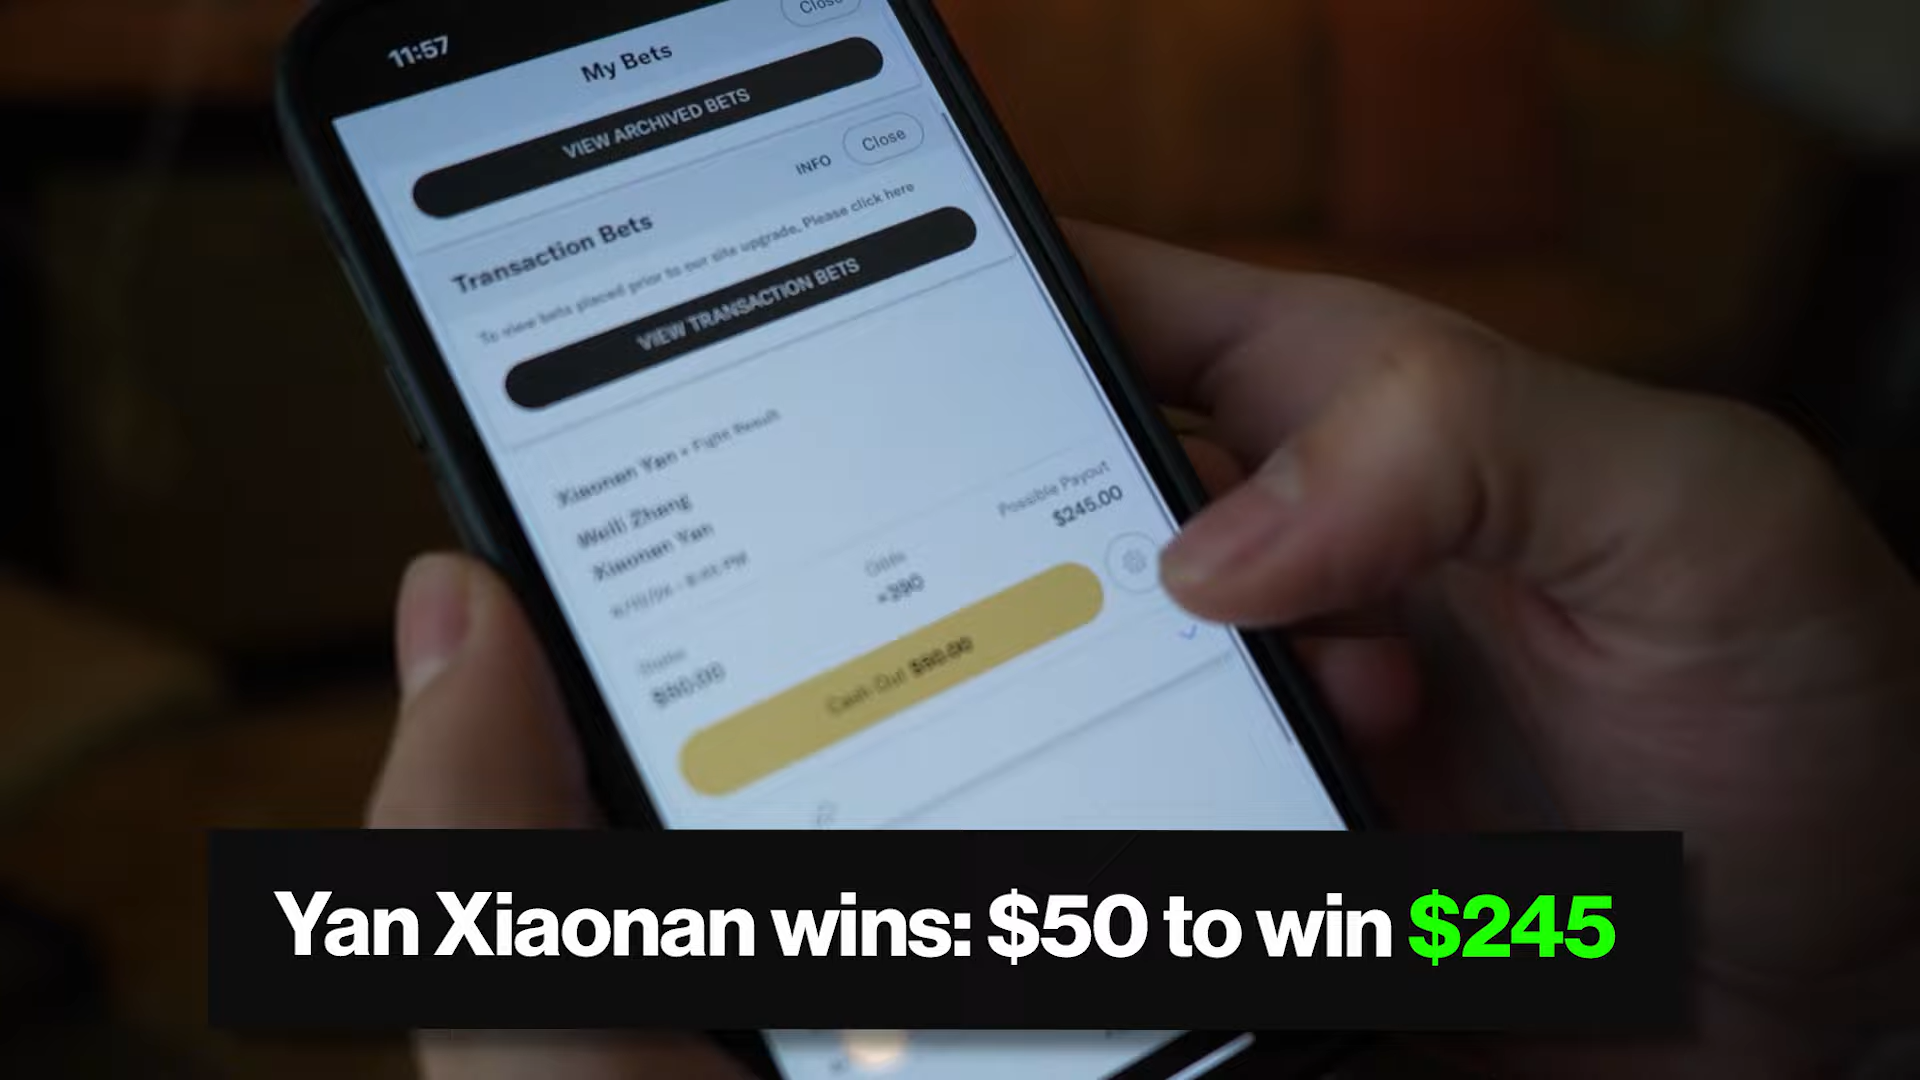 Close
11:57
My Bets
VIEW ARCHIVED BETS
INFO
Close
Transaction Bets
To view bets placed prior to our site upgrade, Please click here
VIEW TRANSACTION BETS
Xiaonan Yan • Fight Result
Weili Zhang
Xiaonan Yan
Possible Payout
$245.00
Odds
+390
Stake
$50.00
Cash Out
Yan Xiaonan wins: $50 to win $245